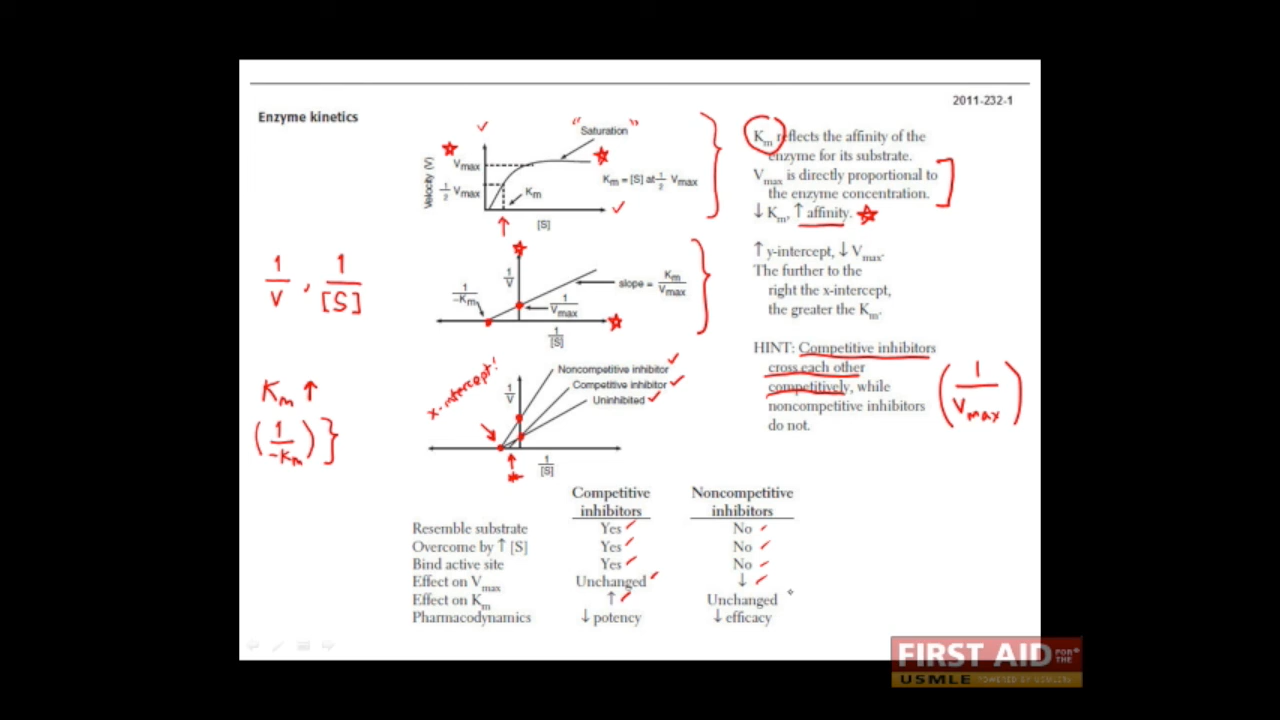 2011-232-1
Enzyme kinetics
"Saturation"
Velocity (V)
Vmax
½ Vmax
Km = [S] at ½ Vmax
Km
[S]
Km reflects the affinity of the
enzyme for its substrate.
Vmax is directly proportional to
the enzyme concentration.
↓ Km, ↑ affinity.
1/V , 1/[S]
1/V
1/-Km
1/Vmax
slope = Km/Vmax
1/[S]
↑ y-intercept, ↓ Vmax.
The further to the
right the x-intercept,
the greater the Km.
Km ↑
(1/-Km)}
x-intercept!
1/V
Noncompetitive inhibitor
Competitive inhibitor
Uninhibited
1/[S]
HINT: Competitive inhibitors
cross each other
competitively, while
noncompetitive inhibitors
do not.
(1/Vmax)
Competitive Noncompetitive
inhibitors inhibitors
Resemble substrate Yes No
Overcome by ↑ [S] Yes No
Bind active site Yes No
Effect on Vmax Unchanged ↓
Effect on Km ↑ Unchanged
Pharmacodynamics ↓ potency ↓ efficacy
FIRST AID FOR THE
USMLE POWERED BY USMLERX